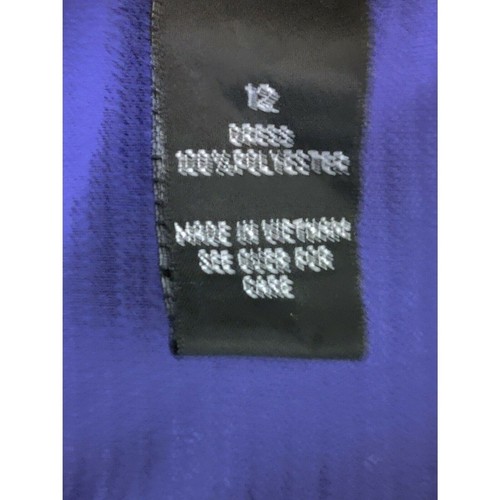 12
DRESS
100% POLYESTER
MADE IN VIETNAM
SEE OVER FOR
CARE